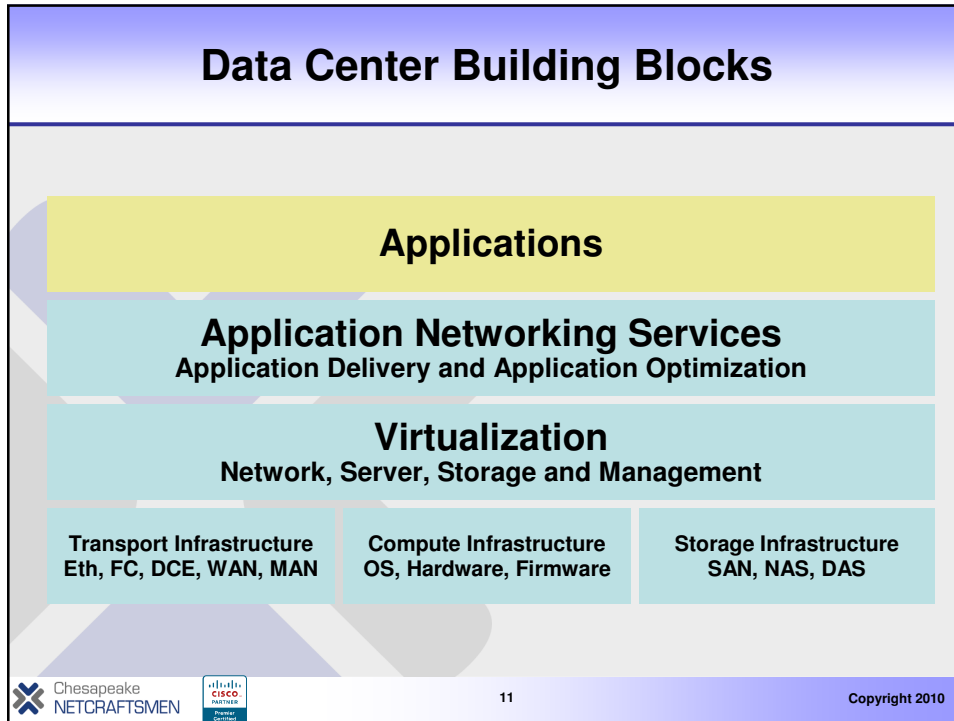 Data Center Building Blocks
Applications
Application Networking Services
Application Delivery and Application Optimization
Virtualization
Network, Server, Storage and Management
Transport Infrastructure
Eth, FC, DCE, WAN, MAN
Compute Infrastructure
OS, Hardware, Firmware
Storage Infrastructure
SAN, NAS, DAS
Chesapeake
NETCRAFTSMEN
CISCO
PARTNER
Premier
Certified
11
Copyright 2010